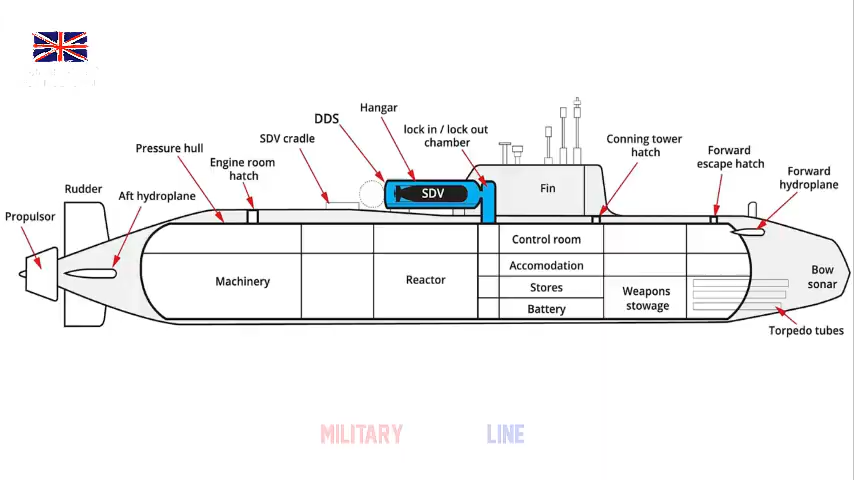 Hangar
DDS
lock in / lock out
chamber
SDV cradle
Conning tower
hatch
Pressure hull
Engine room
hatch
Forward
escape hatch
Forward
hydroplane
Rudder
Aft hydroplane
Propulsor
SDV
Fin
Control room
Accomodation
Machinery
Reactor
Stores
Weapons
stowage
Battery
Bow
sonar
Torpedo tubes
MILITARY LINE